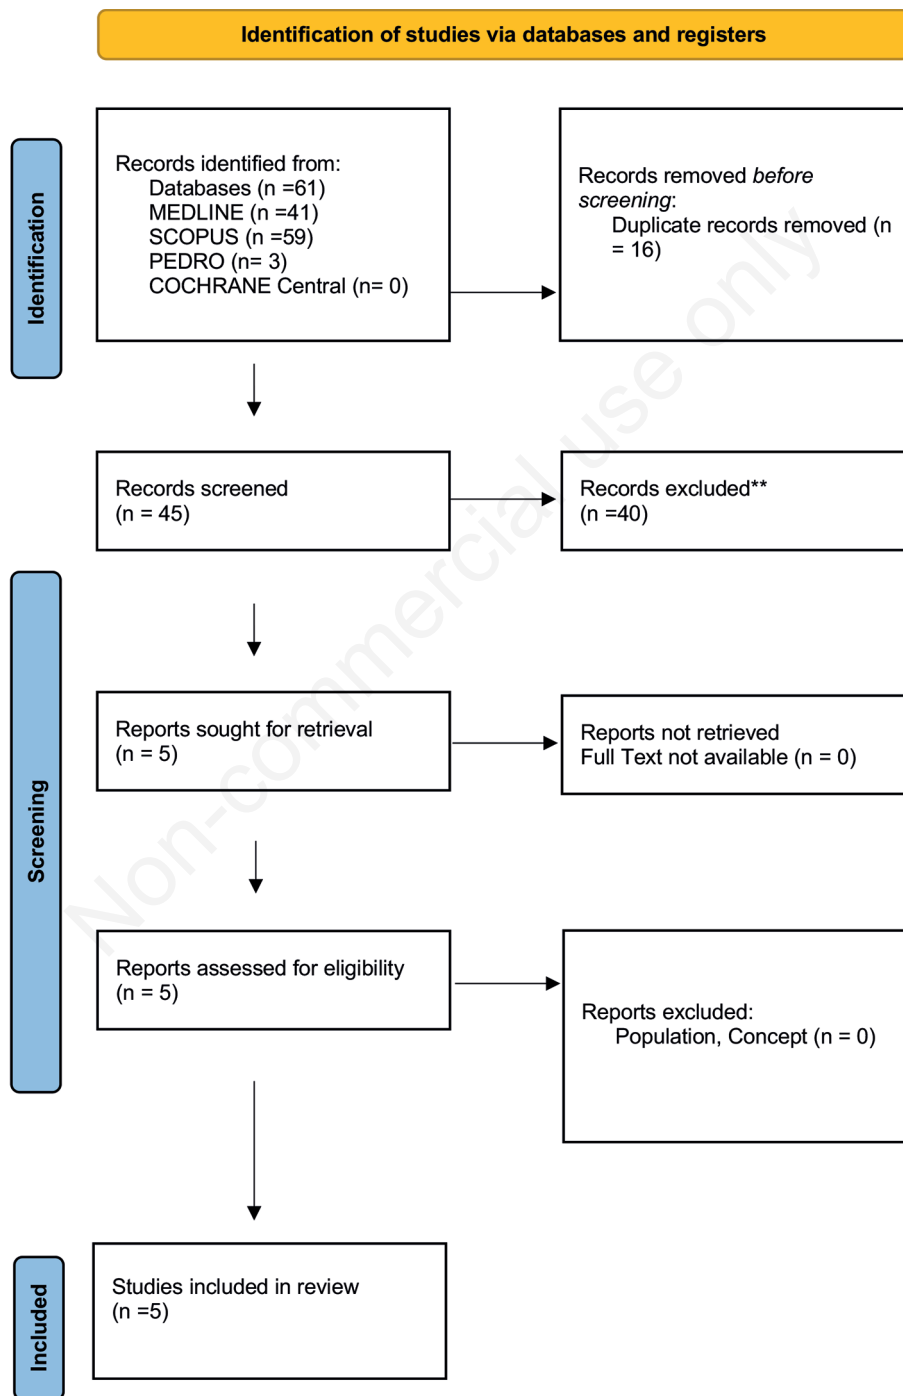 Identification of studies via databases and registers
Identification
Records identified from:
Databases (n =61)
MEDLINE (n =41)
SCOPUS (n =59)
PEDRO (n= 3)
COCHRANE Central (n= 0)
Records removed before
screening:
Duplicate records removed (n
= 16)
Records screened
(n = 45)
Records excluded**
(n =40)
Screening
Reports sought for retrieval
(n = 5)
Reports not retrieved
Full Text not available (n = 0)
Reports assessed for eligibility
(n = 5)
Reports excluded:
Population, Concept (n = 0)
Included
Studies included in review
(n =5)
Non-commercial use only